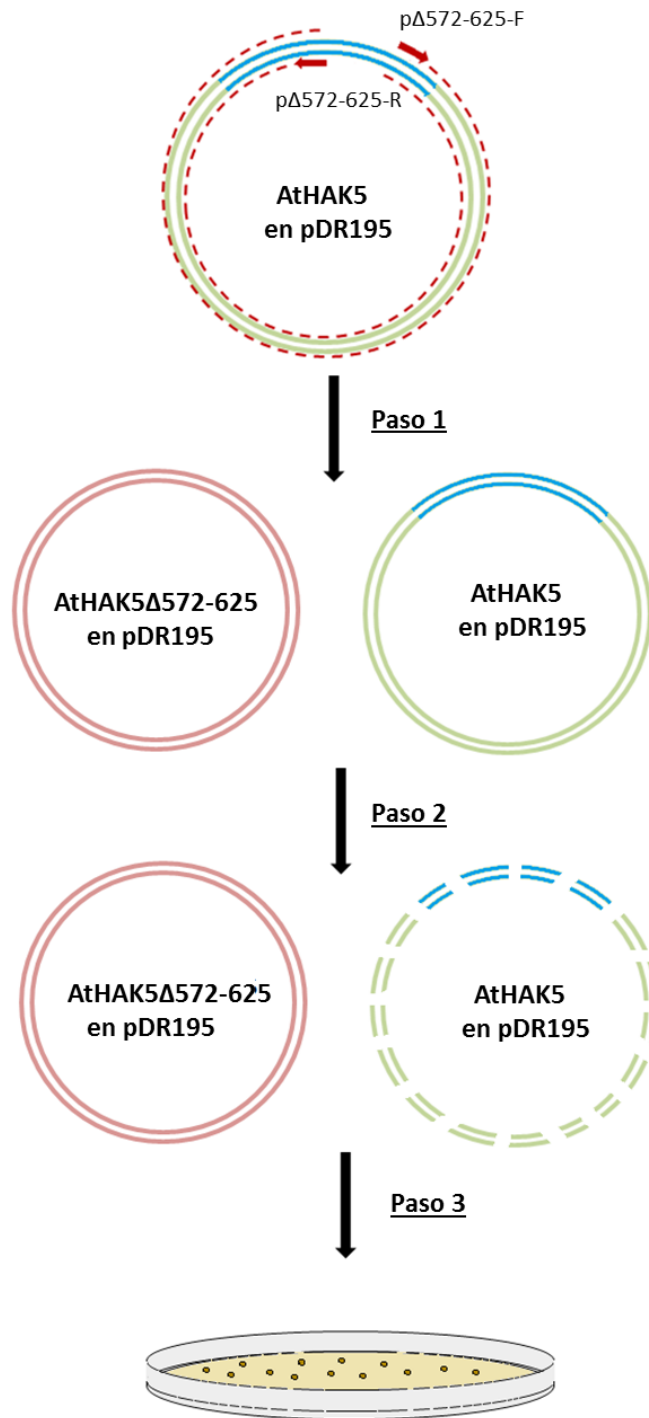 pΔ572-625-F
pΔ572-625-R
AtHAK5
en pDR195
Paso 1
AtHAK5Δ572-625
en pDR195
AtHAK5
en pDR195
Paso 2
AtHAK5Δ572-625
en pDR195
AtHAK5
en pDR195
Paso 3